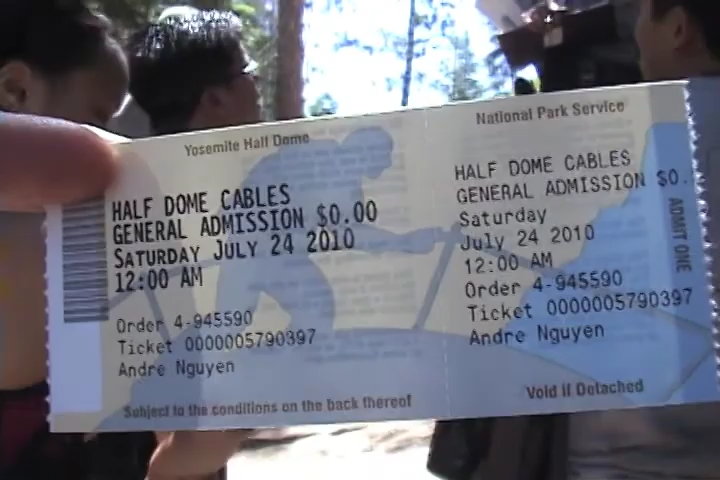 Yosemite Half Dome
HALF DOME CABLES
GENERAL ADMISSION $0.00
SATURDAY JULY 24 2010
12:00 AM
Order 4-945590
Ticket 0000005790397
Andre Nguyen
Subject to the conditions on the back thereof
National Park Service
HALF DOME CABLES
GENERAL ADMISSION $0.
Saturday
July 24 2010
12:00 AM
Order 4-945590
Ticket 0000005790397
Andre Nguyen
Void if Detached
ADMIT ONE